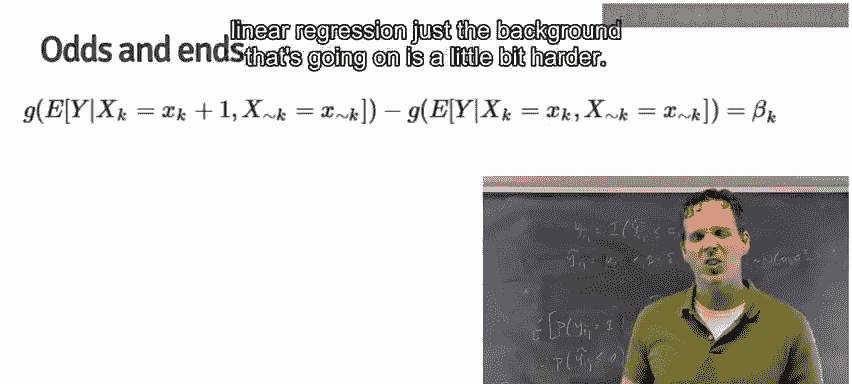 linear regression just the background
Odds and ends that's going on is a little bit harder.
g(E[Y|X_k = x_k + 1, X_{∼k} = x_{∼k}]) − g(E[Y|X_k = x_k, X_{∼k} = x_{∼k}]) = β_k